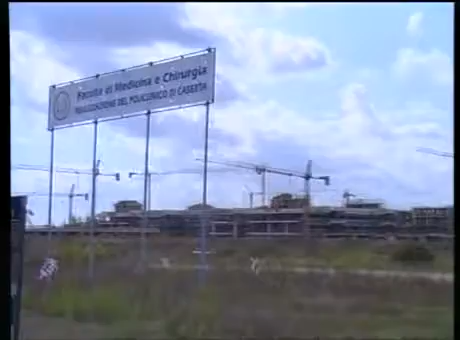 Facoltà di Medicina e Chirurgia
REALIZZAZIONE DEL POLICLINICO DI CASERTA